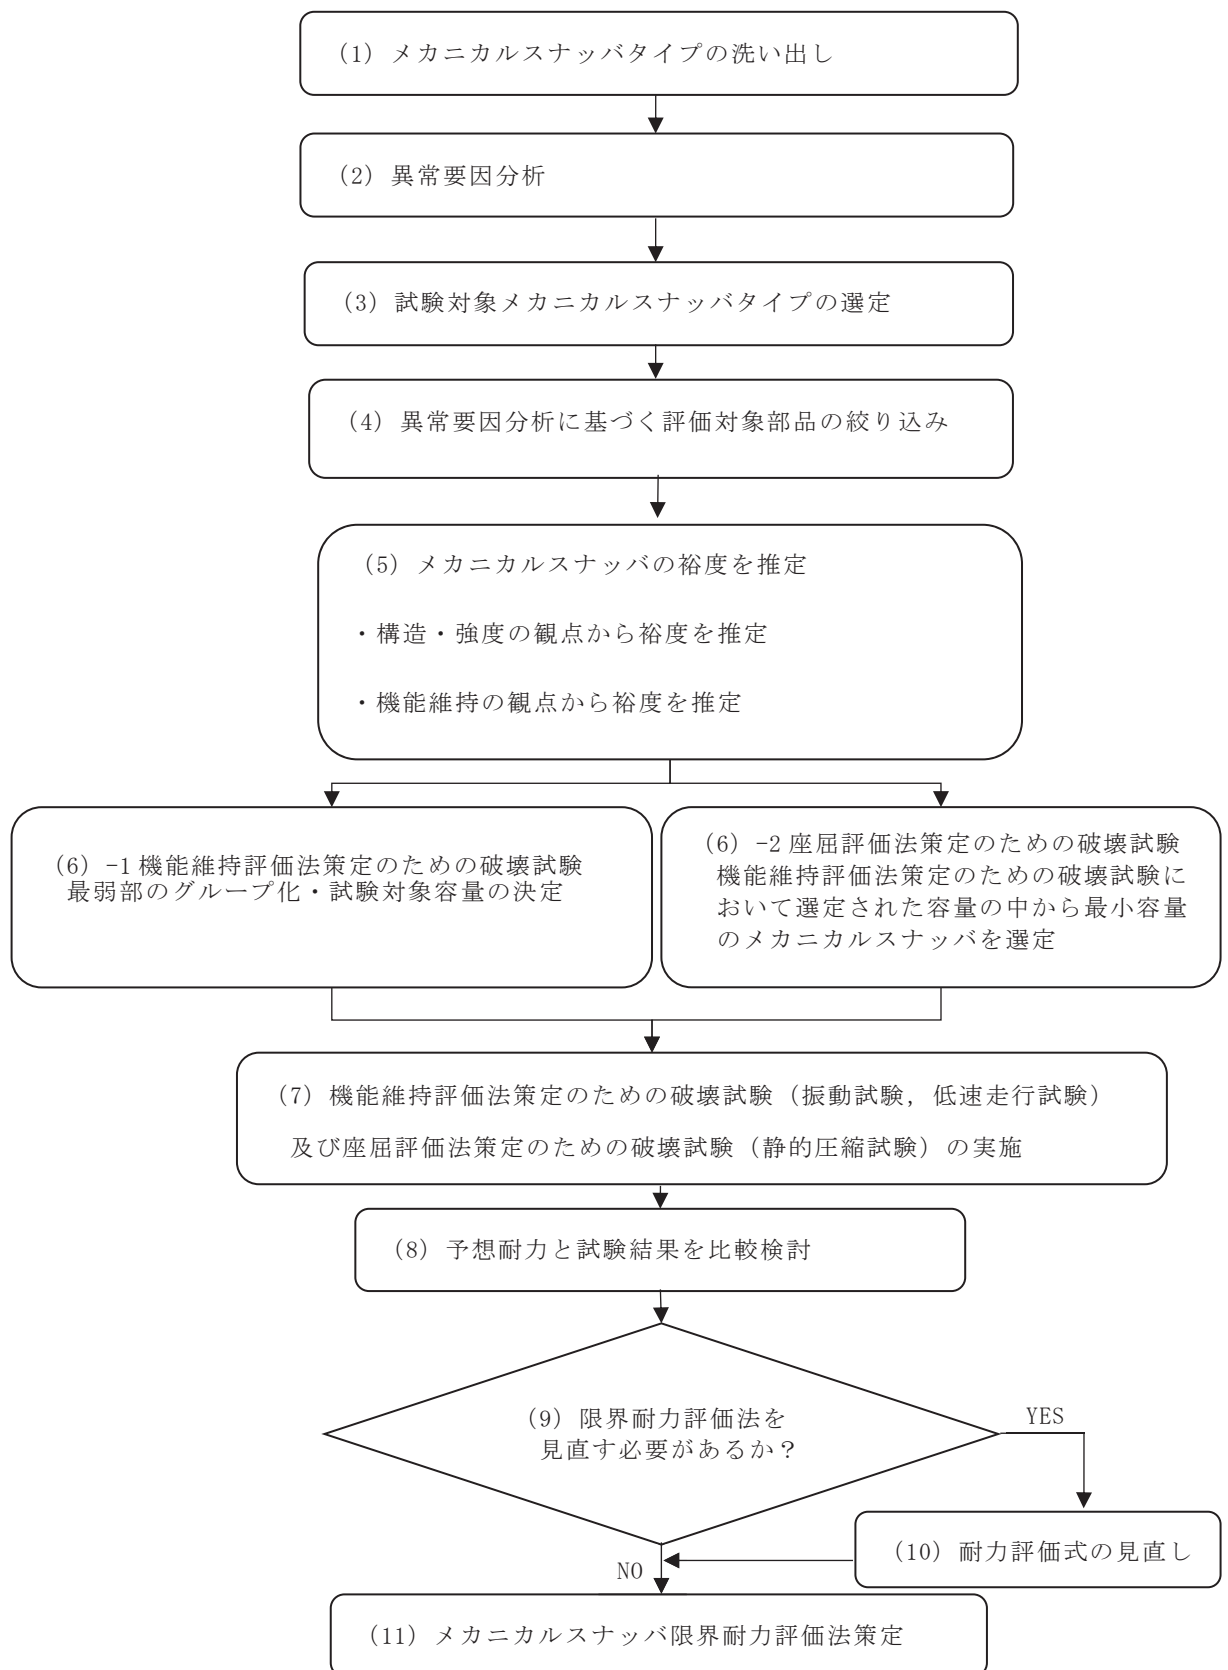 (1) メカニカルスナッバタイプの洗い出し
(2) 異常要因分析
(3) 試験対象メカニカルスナッバタイプの選定
(4) 異常要因分析に基づく評価対象部品の絞り込み
(5) メカニカルスナッバの裕度を推定
・構造・強度の観点から裕度を推定
・機能維持の観点から裕度を推定
(6) -1 機能維持評価法策定のための破壊試験
最弱部のグループ化・試験対象容量の決定
(6) -2 座屈評価法策定のための破壊試験
機能維持評価法策定のための破壊試験に
おいて選定された容量の中から最小容量
のメカニカルスナッバを選定
(7) 機能維持評価法策定のための破壊試験（振動試験，低速走行試験）
及び座屈評価法策定のための破壊試験（静的圧縮試験）の実施
(8) 予想耐力と試験結果を比較検討
(9) 限界耐力評価法を
見直す必要があるか？
YES
(10) 耐力評価式の見直し
NO
(11) メカニカルスナッバ限界耐力評価法策定